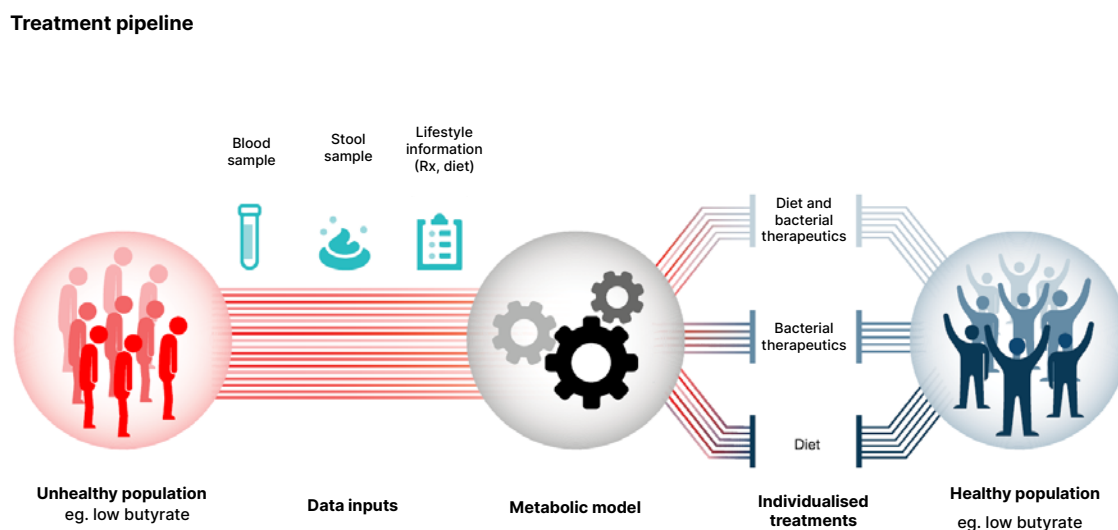 Treatment pipeline
Blood
sample
Stool
sample
Lifestyle
information
(Rx, diet)
Diet and
bacterial
therapeutics
Bacterial
therapeutics
Diet
Unhealthy population
eg. low butyrate
Data inputs
Metabolic model
Individualised
treatments
Healthy population
eg. low butyrate